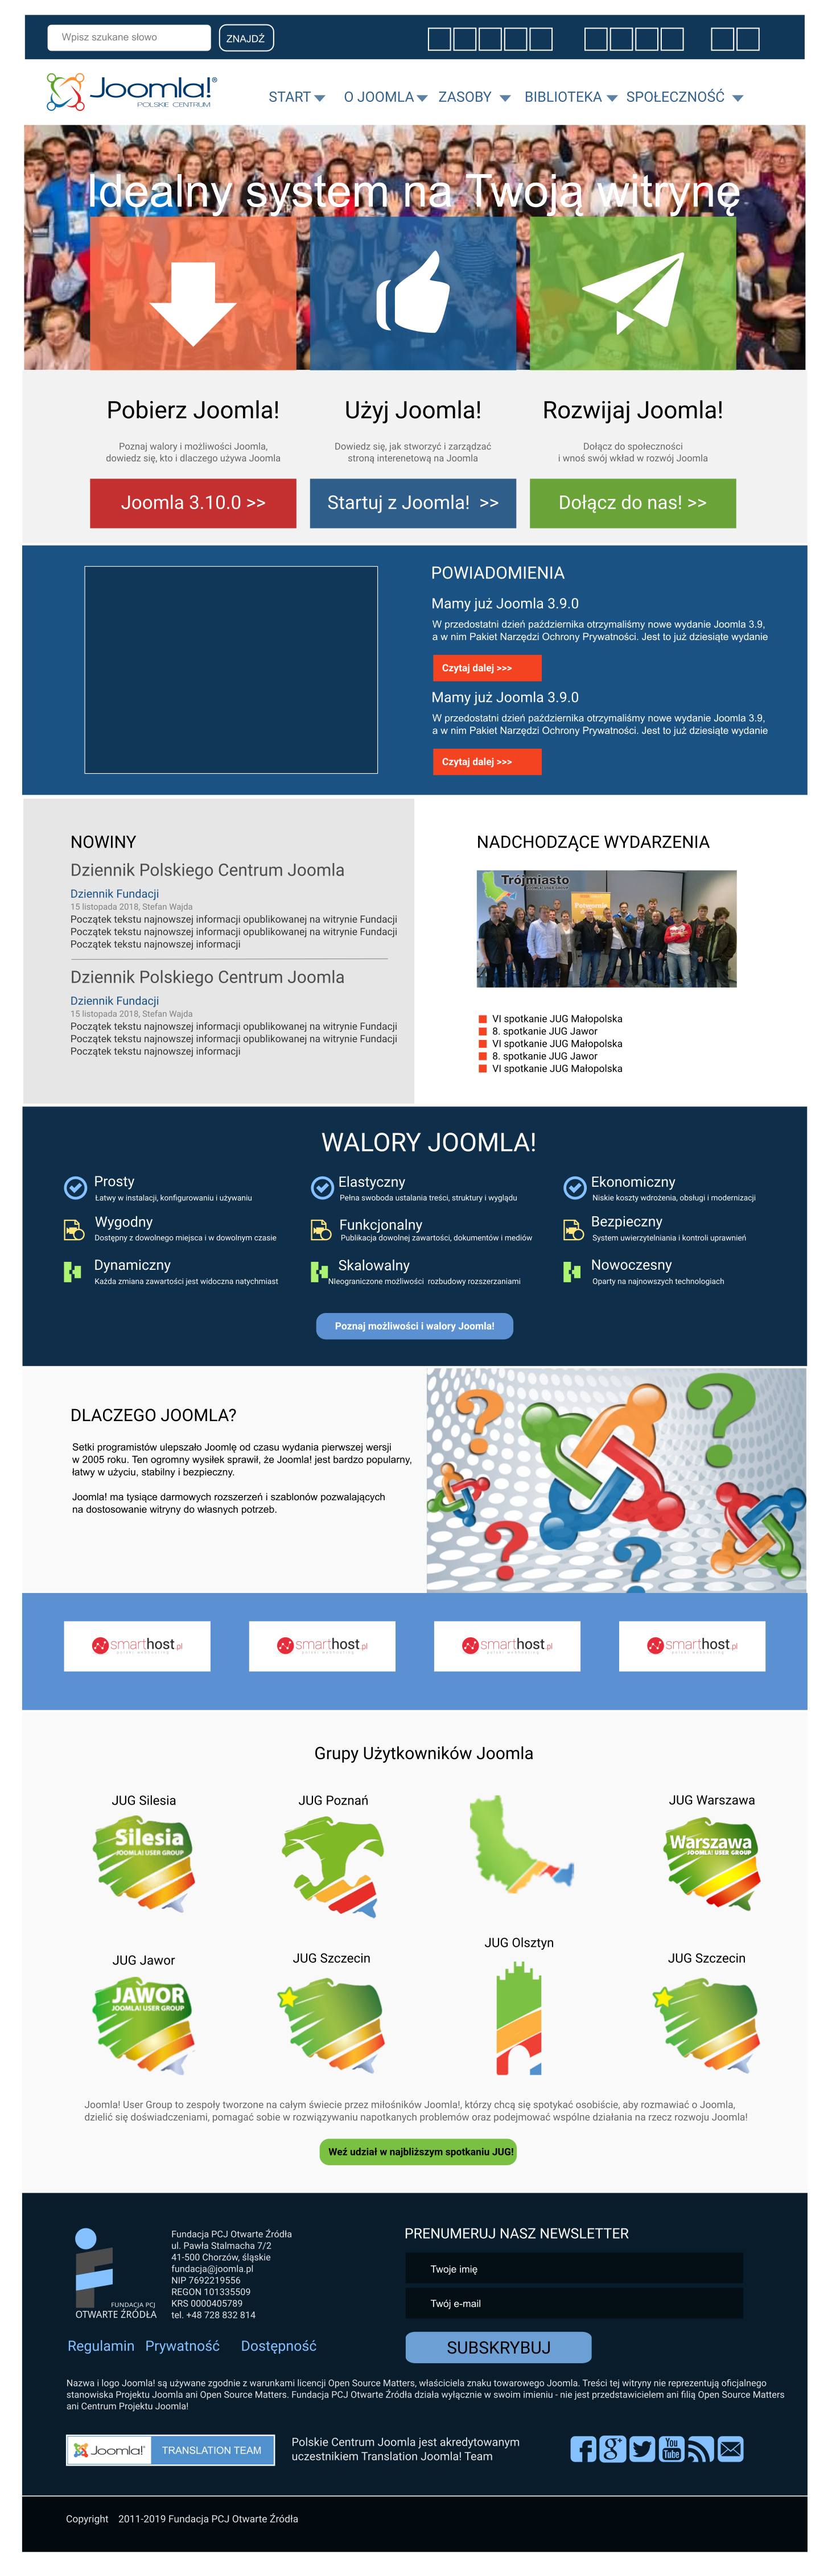 Wpisz szukane słowo
ZNAJDŹ
Joomla!®
POLSKIE CENTRUM
START
O JOOMLA
ZASOBY
BIBLIOTEKA
SPOŁECZNOŚĆ
Idealny system na Twoją witrynę
Pobierz Joomla!
Poznaj walory i możliwości Joomla,
dowiedz się, kto i dlaczego używa Joomla
Joomla 3.10.0 >>
Użyj Joomla!
Dowiedz się, jak stworzyć i zarządzać
stroną interenetową na Joomla
Startuj z Joomla! >>
Rozwijaj Joomla!
Dołącz do społeczności
i wnoś swój wkład w rozwój Joomla
Dołącz do nas! >>
POWIADOMIENIA
Mamy już Joomla 3.9.0
W przedostatni dzień października otrzymaliśmy nowe wydanie Joomla 3.9,
a w nim Pakiet Narzędzi Ochrony Prywatności. Jest to już dziesiąte wydanie
Czytaj dalej >>>
Mamy już Joomla 3.9.0
W przedostatni dzień października otrzymaliśmy nowe wydanie Joomla 3.9,
a w nim Pakiet Narzędzi Ochrony Prywatności. Jest to już dziesiąte wydanie
Czytaj dalej >>>
NOWINY
Dziennik Polskiego Centrum Joomla
Dziennik Fundacji
15 listopada 2018, Stefan Wajda
Początek tekstu najnowszej informacji opublikowanej na witrynie Fundacji
Początek tekstu najnowszej informacji opublikowanej na witrynie Fundacji
Początek tekstu najnowszej informacji
Dziennik Polskiego Centrum Joomla
Dziennik Fundacji
15 listopada 2018, Stefan Wajda
Początek tekstu najnowszej informacji opublikowanej na witrynie Fundacji
Początek tekstu najnowszej informacji opublikowanej na witrynie Fundacji
Początek tekstu najnowszej informacji
NADCHODZĄCE WYDARZENIA
Trójmiasto
VI spotkanie JUG Małopolska
8. spotkanie JUG Jawor
VI spotkanie JUG Małopolska
8. spotkanie JUG Jawor
VI spotkanie JUG Małopolska
WALORY JOOMLA!
Prosty
Łatwy w instalacji, konfigurowaniu i używaniu
Elastyczny
Pełna swoboda ustalania treści, struktury i wyglądu
Ekonomiczny
Niskie koszty wdrożenia, obsługi i modernizacji
Wygodny
Dostępny z dowolnego miejsca i w dowolnym czasie
Funkcjonalny
Publikacja dowolnej zawartości, dokumentów i mediów
Bezpieczny
System uwierzytelniania i kontroli uprawnień
Dynamiczny
Każda zmiana zawartości jest widoczna natychmiast
Skalowalny
NIeograniczone możliwości rozbudowy rozszerzaniami
Nowoczesny
Oparty na najnowszych technologiach
Poznaj możliwości i walory Joomla!
DLACZEGO JOOMLA?
Setki programistów ulepszało Joomlę od czasu wydania pierwszej wersji
w 2005 roku. Ten ogromny wysiłek sprawił, że Joomla! jest bardzo popularny,
łatwy w użyciu, stabilny i bezpieczny.
Joomla! ma tysiące darmowych rozszerzeń i szablonów pozwalających
na dostosowanie witryny do własnych potrzeb.
smarthost.pl
polski webhosting
smarthost.pl
polski webhosting
smarthost.pl
polski webhosting
smarthost.pl
polski webhosting
Grupy Użytkowników Joomla
JUG Silesia
Silesia
JOOMLA! USER GROUP
JUG Poznań
JUG Warszawa
Warszawa
JOOMLA! USER GROUP
JUG Jawor
JAWOR
JOOMLA! USER GROUP
JUG Szczecin
JUG Olsztyn
JUG Szczecin
Joomla! User Group to zespoły tworzone na całym świecie przez miłośników Joomla!, którzy chcą się spotykać osobiście, aby rozmawiać o Joomla,
dzielić się doświadczeniami, pomagać sobie w rozwiązywaniu napotkanych problemów oraz podejmować wspólne działania na rzecz rozwoju Joomla!
Weź udział w najbliższym spotkaniu JUG!
FUNDACJA PCJ
OTWARTE ŹRÓDŁA
Fundacja PCJ Otwarte Źródła
ul. Pawła Stalmacha 7/2
41-500 Chorzów, śląskie
fundacja@joomla.pl
NIP 7692219556
REGON 101335509
KRS 0000405789
tel. +48 728 832 814
PRENUMERUJ NASZ NEWSLETTER
Twoje imię
Twój e-mail
SUBSKRYBUJ
Regulamin
Prywatność
Dostępność
Nazwa i logo Joomla! są używane zgodnie z warunkami licencji Open Source Matters, właściciela znaku towarowego Joomla. Treści tej witryny nie reprezentują oficjalnego
stanowiska Projektu Joomla ani Open Source Matters. Fundacja PCJ Otwarte Źródła działa wyłącznie w swoim imieniu - nie jest przedstawicielem ani filią Open Source Matters
ani Centrum Projektu Joomla!
Joomla!
TRANSLATION TEAM
Polskie Centrum Joomla jest akredytowanym
uczestnikiem Translation Joomla! Team
You
Tube
Copyright 2011-2019 Fundacja PCJ Otwarte Źródła